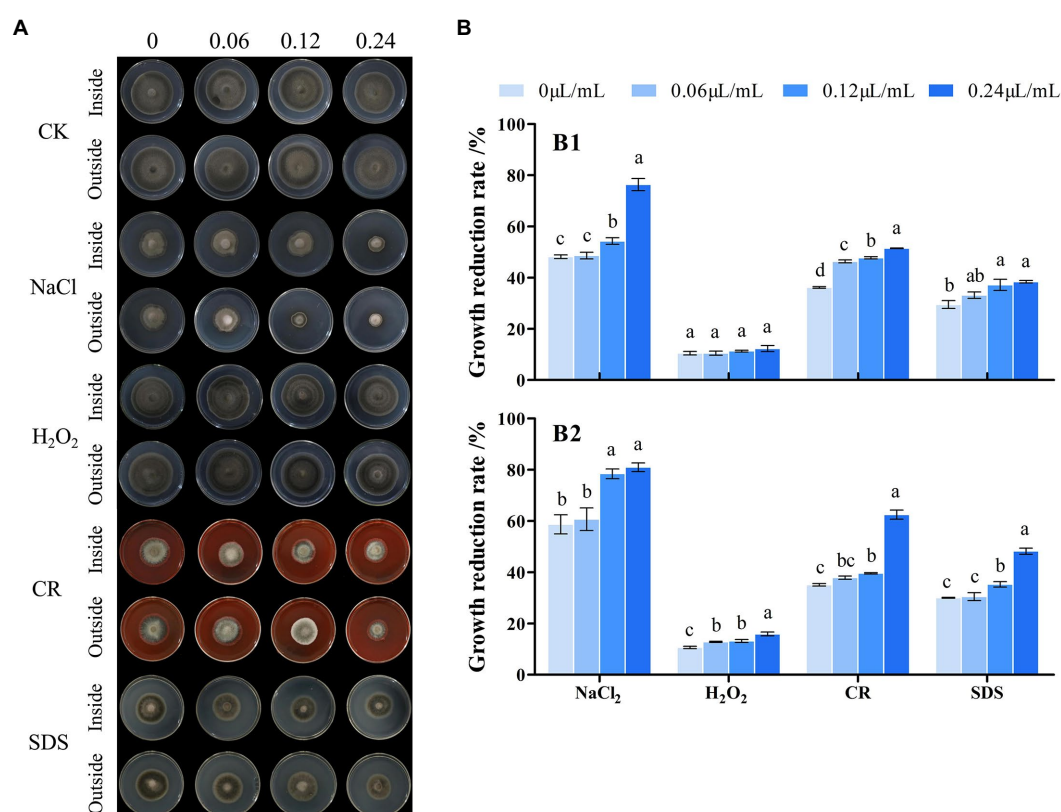 A
0 0.06 0.12 0.24
CK
Inside
Outside
NaCl
Inside
Outside
H₂O₂
Inside
Outside
CR
Inside
Outside
SDS
Inside
Outside
B
0μL/mL 0.06μL/mL 0.12μL/mL 0.24μL/mL
B1
Growth reduction rate /%
100
80
60
40
20
0
c c b a
a a a a
d c b a
b ab a a
B2
Growth reduction rate /%
100
80
60
40
20
0
b b a a
c b b a
c bc b a
c c b a
NaCl₂ H₂O₂ CR SDS